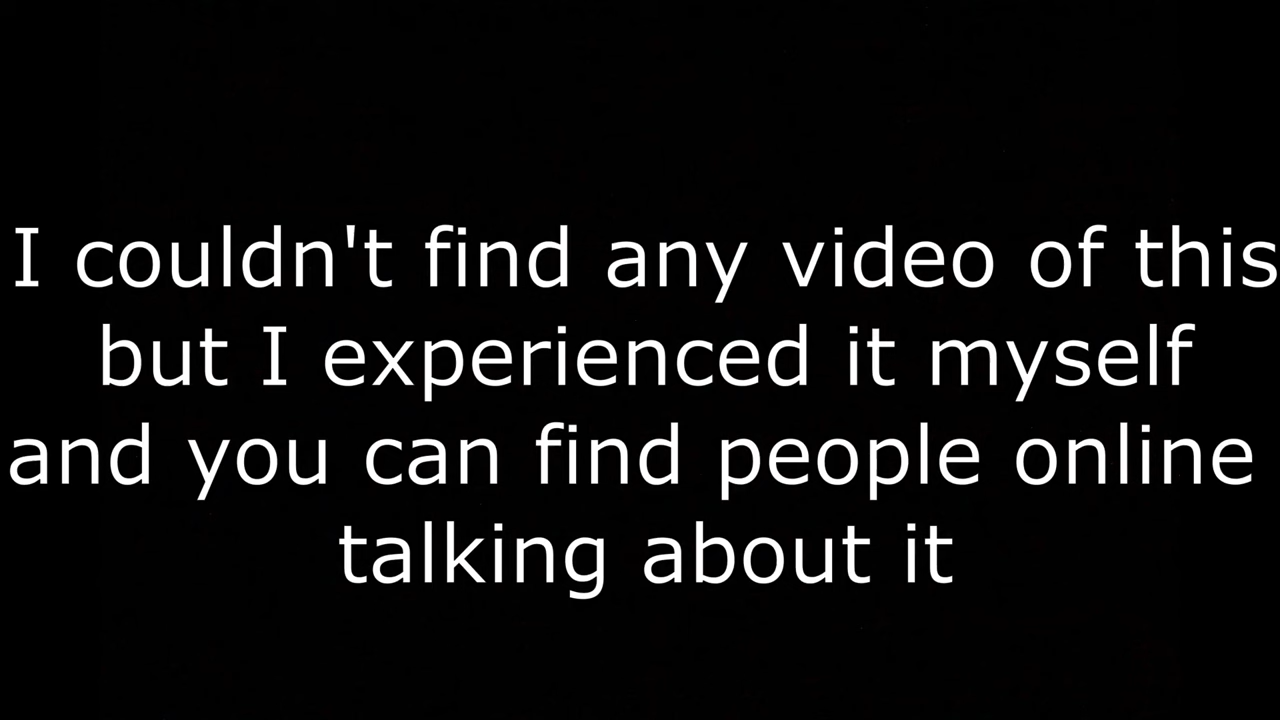 I couldn't find any video of this
but I experienced it myself
and you can find people online
talking about it